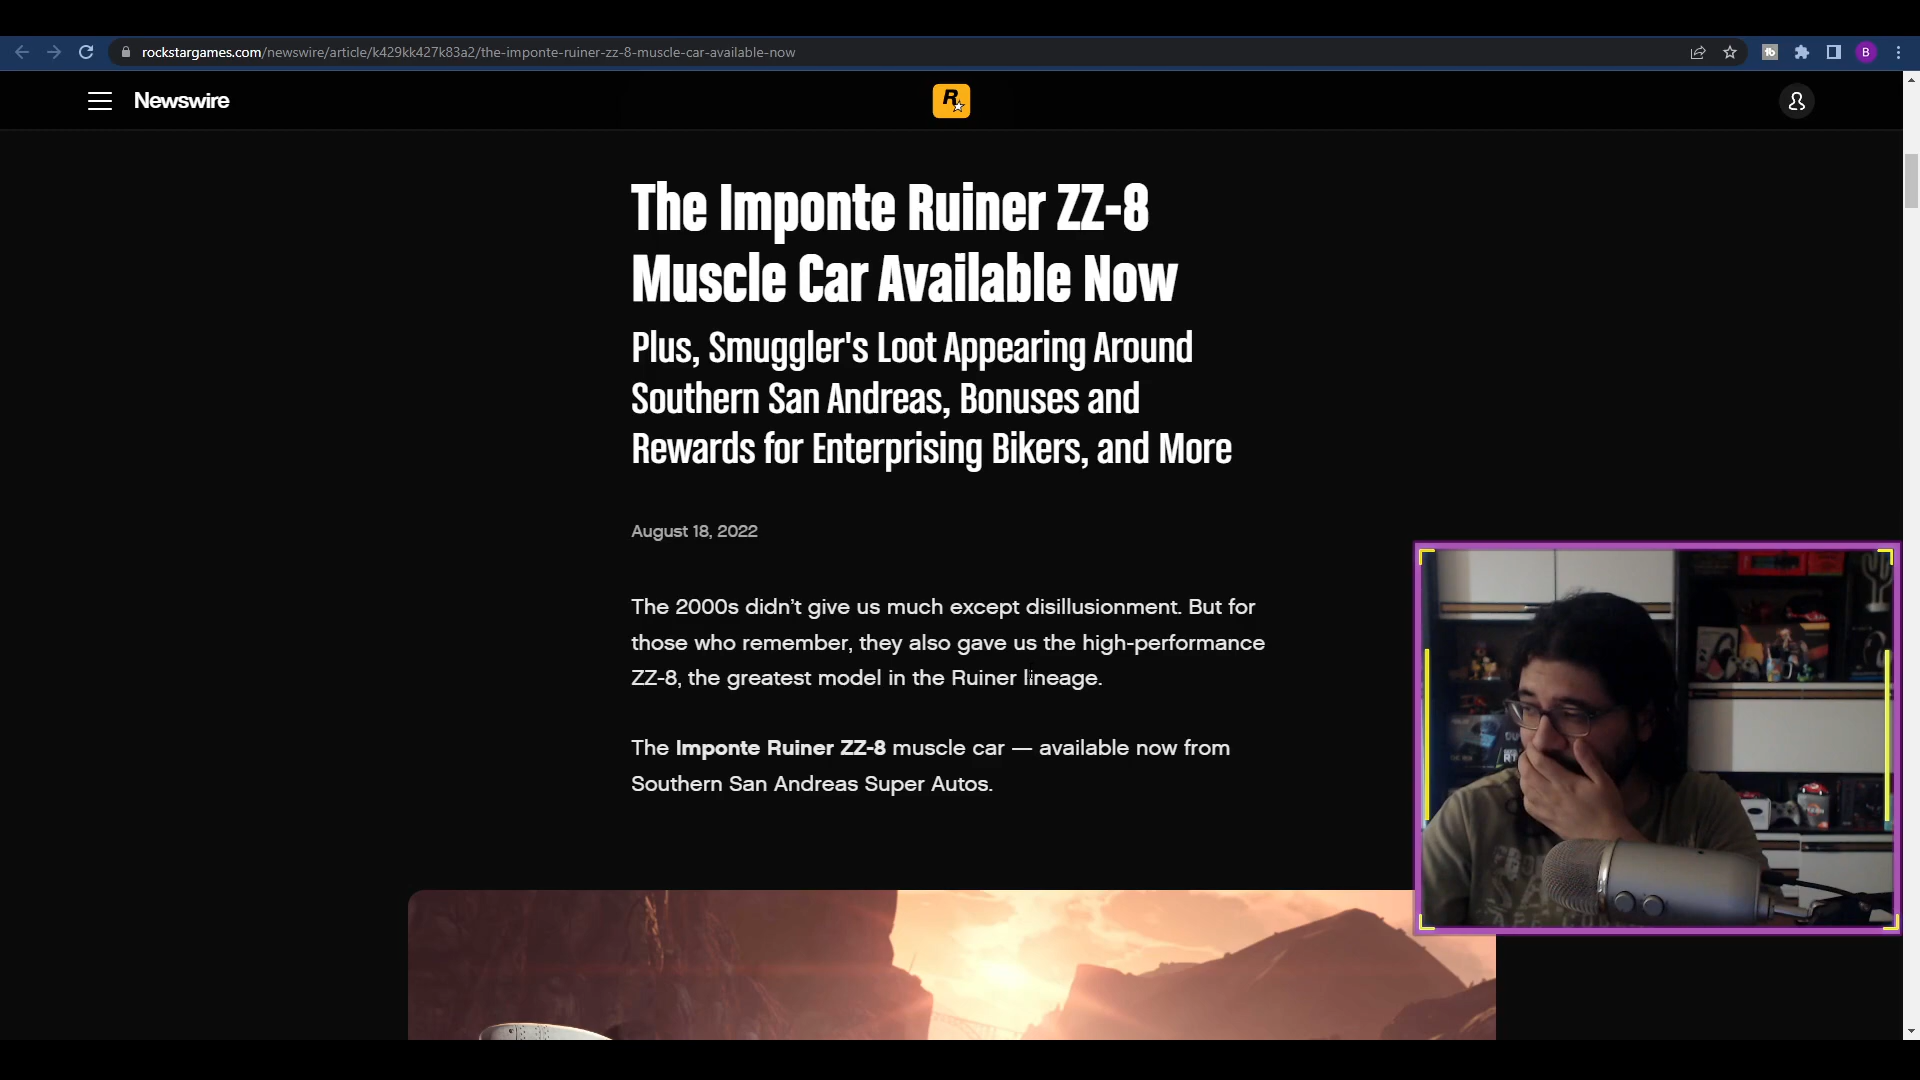 rockstargames.com/newswire/article/k429kk427k83a2/the-imponte-ruiner-zz-8-muscle-car-available-now
B
Newswire
R
The Imponte Ruiner ZZ-8
Muscle Car Available Now
Plus, Smuggler's Loot Appearing Around
Southern San Andreas, Bonuses and
Rewards for Enterprising Bikers, and More
August 18, 2022
The 2000s didn’t give us much except disillusionment. But for
those who remember, they also gave us the high-performance
ZZ-8, the greatest model in the Ruiner lineage.
The Imponte Ruiner ZZ-8 muscle car — available now from
Southern San Andreas Super Autos.